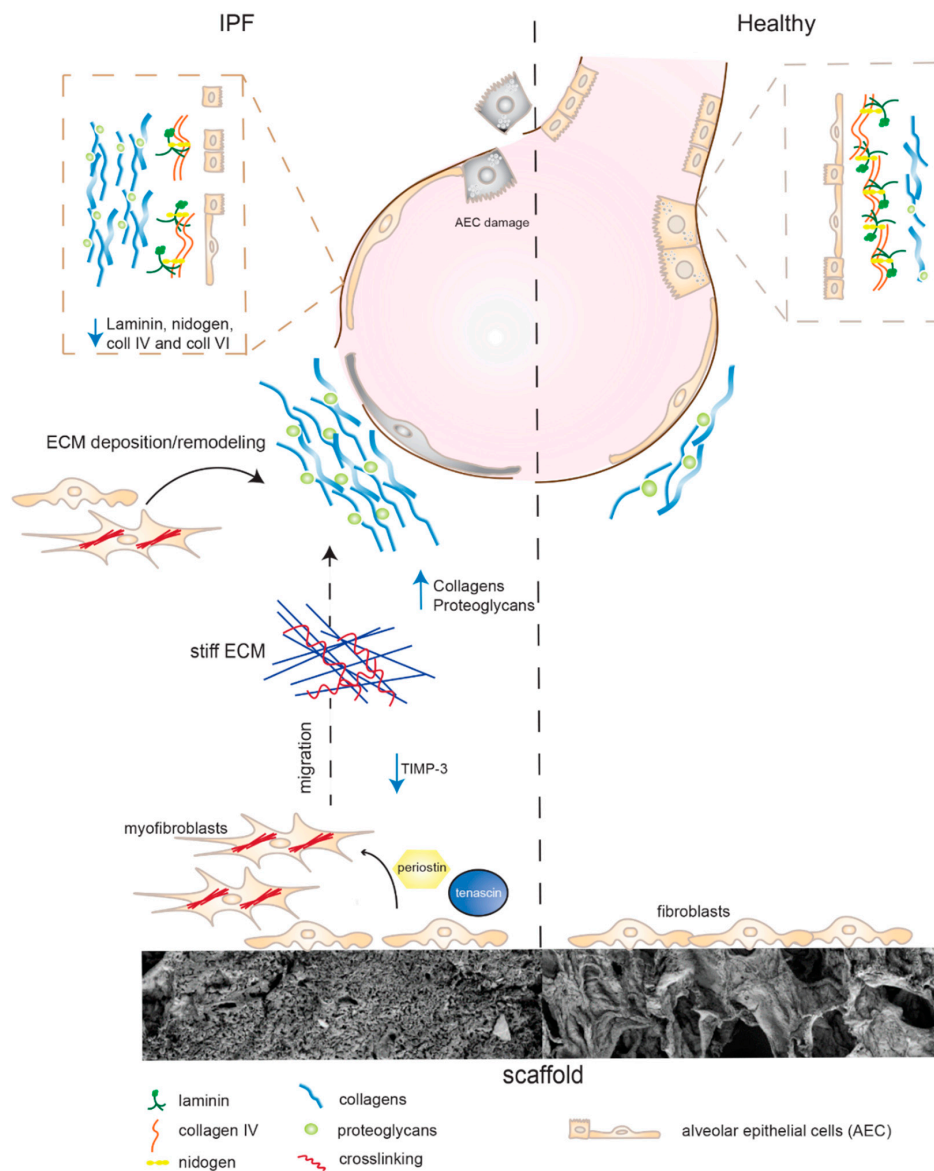 IPF
Healthy
AEC damage
Laminin, nidogen,
coll IV and coll VI
ECM deposition/remodeling
Collagens
Proteoglycans
stiff ECM
migration
TIMP-3
myofibroblasts
periostin
tenascin
fibroblasts
scaffold
laminin
collagens
collagen IV
proteoglycans
alveolar epithelial cells (AEC)
nidogen
crosslinking